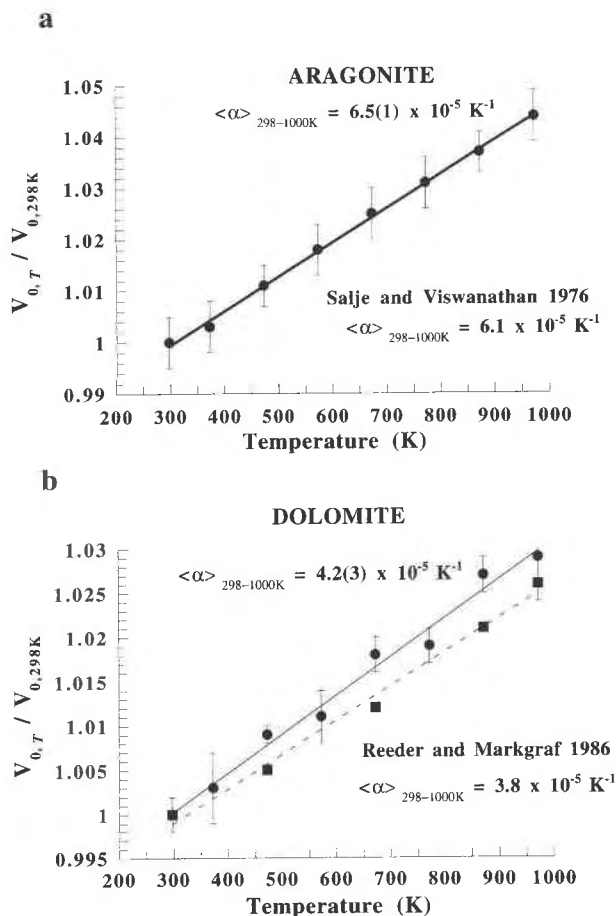 a
ARAGONITE
<α> 298–1000K = 6.5(1) x 10⁻⁵ K⁻¹
1.05
1.04
1.03
1.02
1.01
1
0.99
V0,T / V0,298K
Salje and Viswanathan 1976
<α> 298–1000K = 6.1 x 10⁻⁵ K⁻¹
200 300 400 500 600 700 800 900 1000
Temperature (K)
b
DOLOMITE
<α> 298–1000K = 4.2(3) x 10⁻⁵ K⁻¹
1.03
1.025
1.02
1.015
1.01
1.005
1
0.995
V0,T / V0,298K
Reeder and Markgraf 1986
<α> 298–1000K = 3.8 x 10⁻⁵ K⁻¹
200 300 400 500 600 700 800 900 1000
Temperature (K)